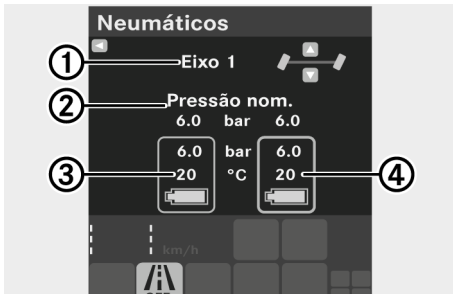 Neumáticos
① Eixo 1
② Pressão nom.
6.0 bar 6.0
6.0 bar 6.0
③ 20 °C 20 ④
km/h